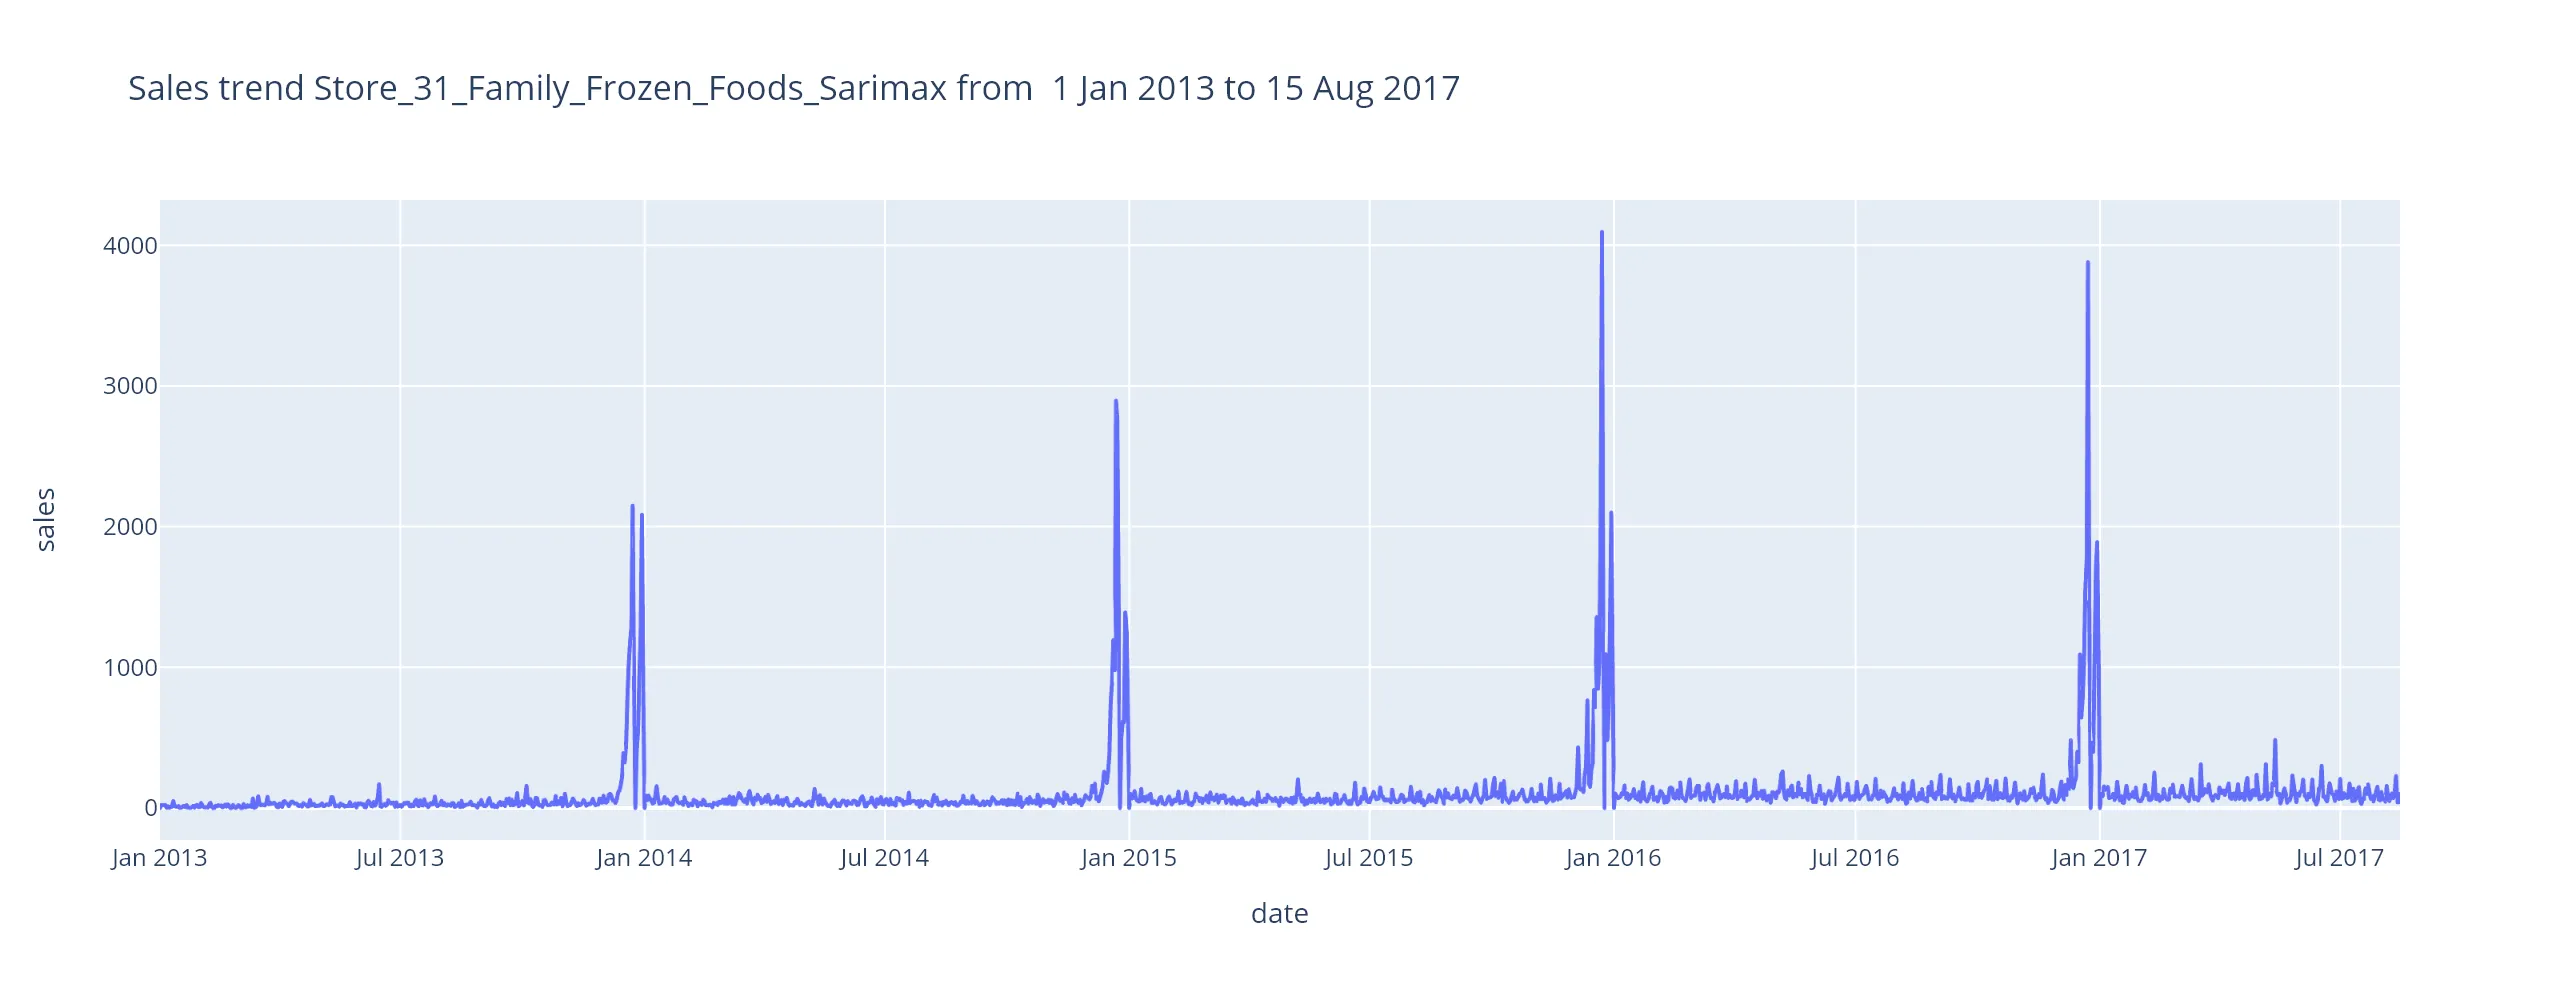 Sales trend Store_31_Family_Frozen_Foods_Sarimax from  1 Jan 2013 to 15 Aug 2017
4000
3000
2000
1000
0
sales
Jan 2013 Jul 2013 Jan 2014 Jul 2014 Jan 2015 Jul 2015 Jan 2016 Jul 2016 Jan 2017 Jul 2017
date